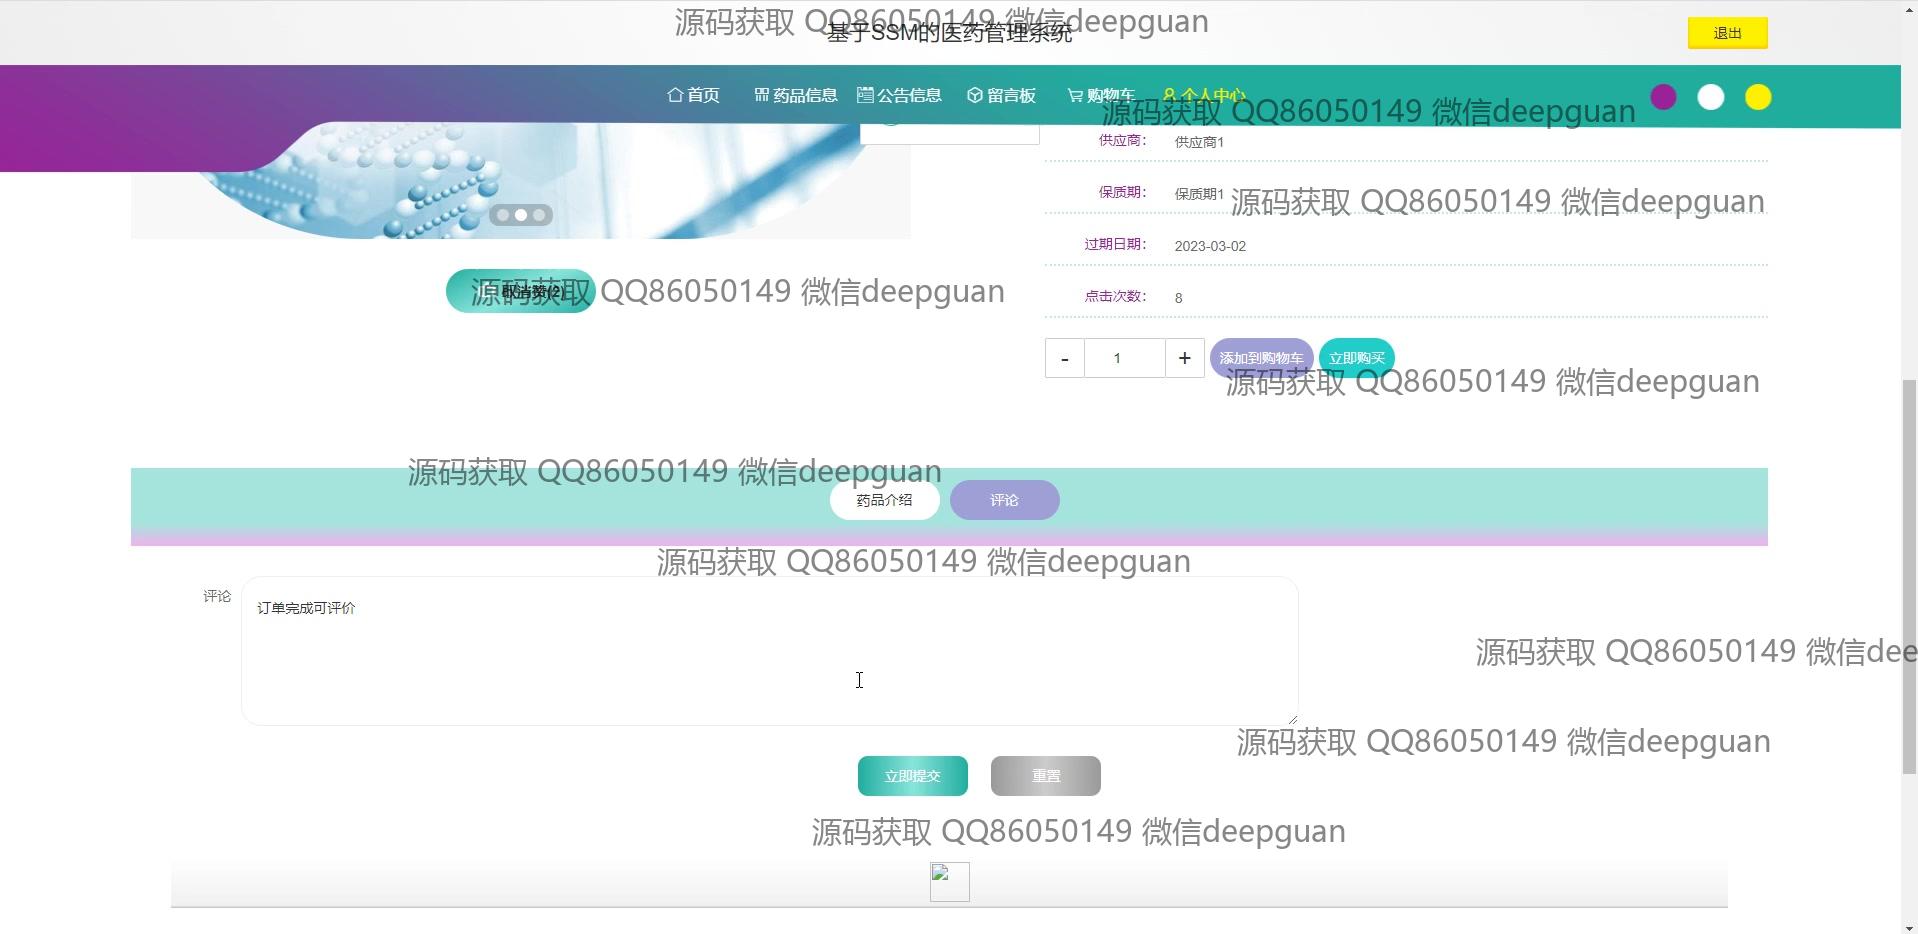 源码获取 QQ86050149 微信deepguan
基于SSM的医药管理系统
退出
首页 药品信息 公告信息 留言板 购物车 个人中心
源码获取 QQ86050149 微信deepguan
供应商： 供应商1
保质期： 保质期1
源码获取 QQ86050149 微信deepguan
过期日期： 2023-03-02
取消赞(2)
源码获取 QQ86050149 微信deepguan
点击次数： 8
- 1 + 添加到购物车 立即购买
源码获取 QQ86050149 微信deepguan
源码获取 QQ86050149 微信deepguan
药品介绍 评论
源码获取 QQ86050149 微信deepguan
评论 订单完成可评价
源码获取 QQ86050149 微信dee
源码获取 QQ86050149 微信deepguan
立即提交 重置
源码获取 QQ86050149 微信deepguan